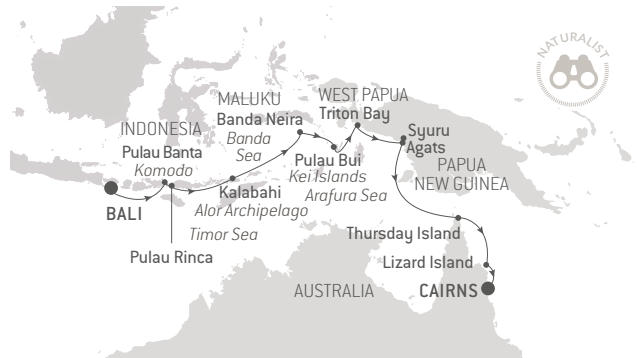 NATURALIST
MALUKU
WEST PAPUA
Banda Neira
Triton Bay
INDONESIA
Banda
Sea
Syuru
Agats
Pulau Banta
Komodo
Pulau Bui
Kei Islands
PAPUA
NEW GUINEA
Kalabahi
Arafura Sea
Alor Archipelago
BALI
Timor Sea
Thursday Island
Pulau Rinca
Lizard Island
AUSTRALIA
CAIRNS